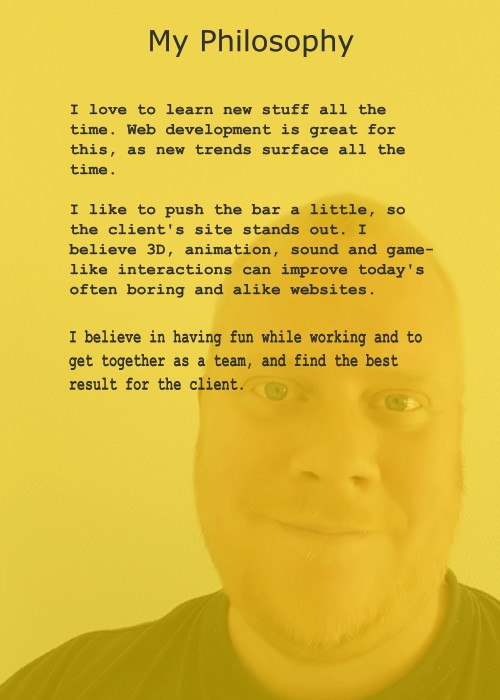 My Philosophy
I love to learn new stuff all the
time. Web development is great for
this, as new trends surface all the
time.
I like to push the bar a little, so
the client's site stands out. I
believe 3D, animation, sound and game-
like interactions can improve today's
often boring and alike websites.
I believe in having fun while working and to
get together as a team, and find the best
result for the client.